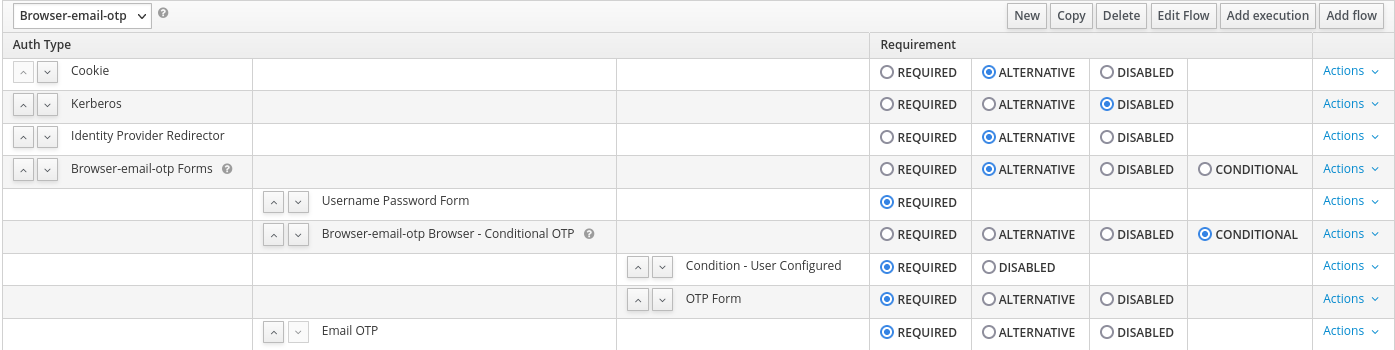 Browser-email-otp
New Copy Delete Edit Flow Add execution Add flow
Auth Type Requirement
Cookie REQUIRED ALTERNATIVE DISABLED Actions
Kerberos REQUIRED ALTERNATIVE DISABLED Actions
Identity Provider Redirector REQUIRED ALTERNATIVE DISABLED Actions
Browser-email-otp Forms REQUIRED ALTERNATIVE DISABLED CONDITIONAL Actions
Username Password Form REQUIRED Actions
Browser-email-otp Browser - Conditional OTP REQUIRED ALTERNATIVE DISABLED CONDITIONAL Actions
Condition - User Configured REQUIRED DISABLED Actions
OTP Form REQUIRED ALTERNATIVE DISABLED Actions
Email OTP REQUIRED ALTERNATIVE DISABLED Actions